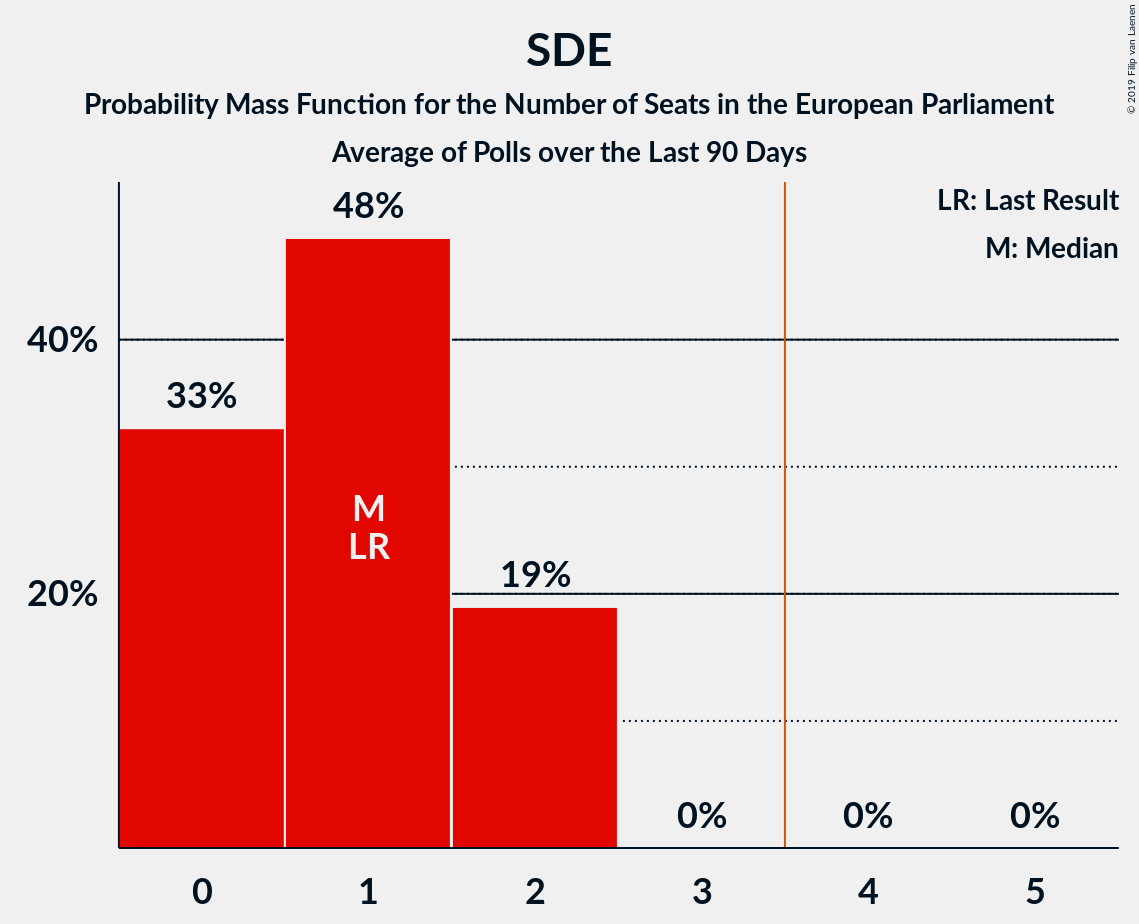 SDE
Probability Mass Function for the Number of Seats in the European Parliament
Average of Polls over the Last 90 Days
© 2019 Filip van Laenen
LR: Last Result
M: Median
48%
40%
33%
M
LR
19%
20%
0%
0%
0%
0
1
2
3
4
5